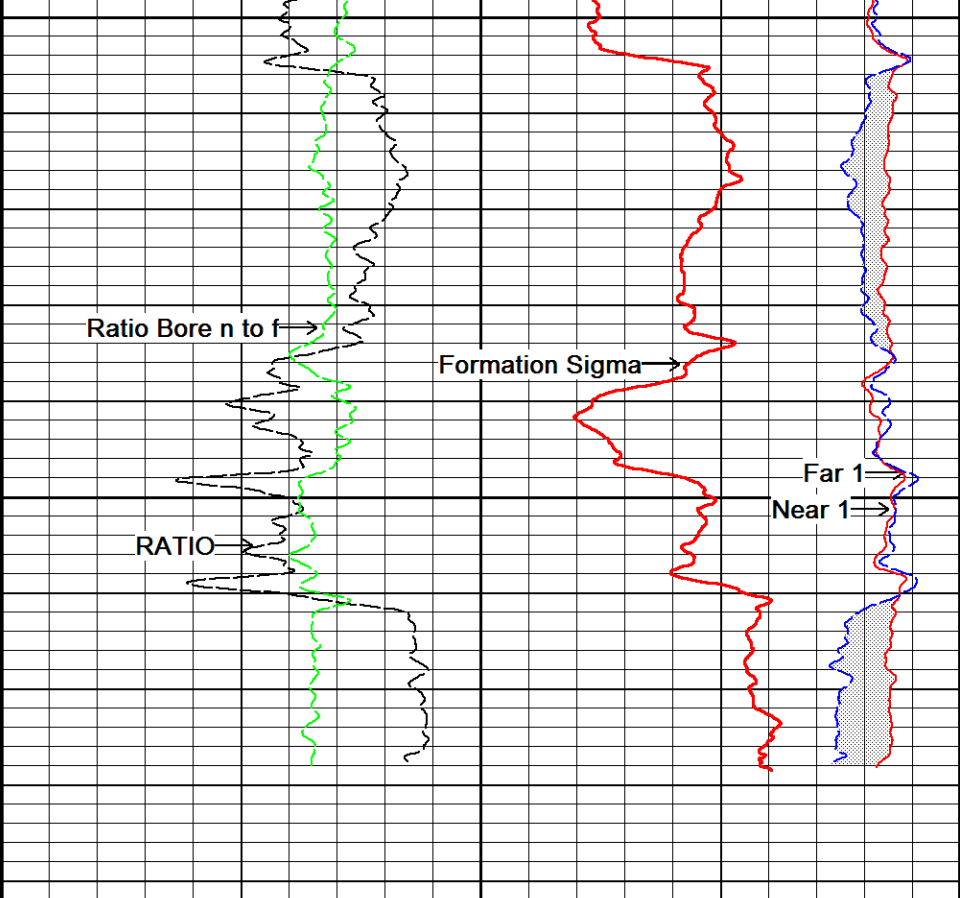 Ratio Bore n to f
Formation Sigma
Far 1
Near 1
RATIO